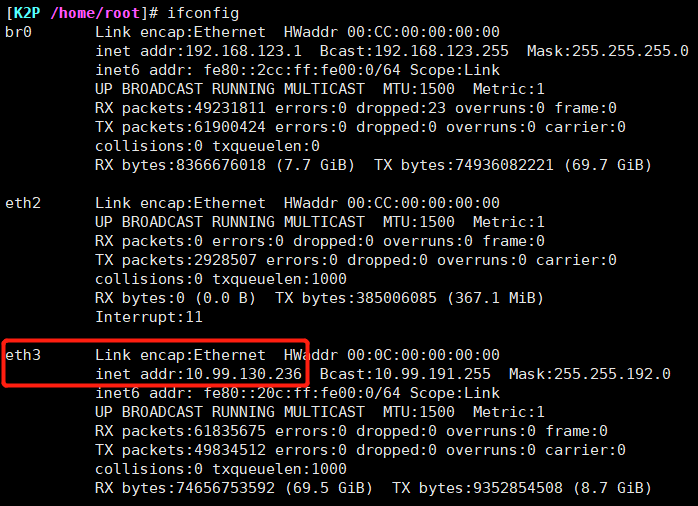 [K2P /home/root]# ifconfig
br0       Link encap:Ethernet  HWaddr 00:CC:00:00:00:00
          inet addr:192.168.123.1  Bcast:192.168.123.255  Mask:255.255.255.0
          inet6 addr: fe80::2cc:ff:fe00:0/64 Scope:Link
          UP BROADCAST RUNNING MULTICAST  MTU:1500  Metric:1
          RX packets:49231811 errors:0 dropped:23 overruns:0 frame:0
          TX packets:61900424 errors:0 dropped:0 overruns:0 carrier:0
          collisions:0 txqueuelen:0
          RX bytes:8366676018 (7.7 GiB)  TX bytes:74936082221 (69.7 GiB)

eth2      Link encap:Ethernet  HWaddr 00:CC:00:00:00:00
          UP BROADCAST RUNNING MULTICAST  MTU:1500  Metric:1
          RX packets:0 errors:0 dropped:0 overruns:0 frame:0
          TX packets:2928507 errors:0 dropped:0 overruns:0 carrier:0
          collisions:0 txqueuelen:1000
          RX bytes:0 (0.0 B)  TX bytes:385006085 (367.1 MiB)
          Interrupt:11

eth3      Link encap:Ethernet  HWaddr 00:0C:00:00:00:00
          inet addr:10.99.130.236  Bcast:10.99.191.255  Mask:255.255.192.0
          inet6 addr: fe80::20c:ff:fe00:0/64 Scope:Link
          UP BROADCAST RUNNING MULTICAST  MTU:1500  Metric:1
          RX packets:61835675 errors:0 dropped:0 overruns:0 frame:0
          TX packets:49834512 errors:0 dropped:0 overruns:0 carrier:0
          collisions:0 txqueuelen:1000
          RX bytes:74656753592 (69.5 GiB)  TX bytes:9352854508 (8.7 GiB)